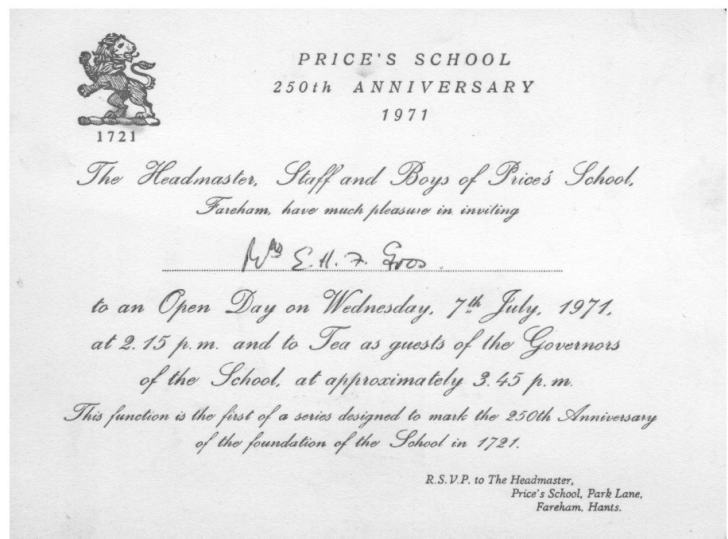 1721
PRICE'S SCHOOL
250th ANNIVERSARY
1971
The Headmaster, Staff and Boys of Price's School,
Fareham, have much pleasure in inviting
Mrs E. H. F. Gros
to an Open Day on Wednesday, 7th July, 1971,
at 2.15 p.m. and to Tea as guests of the Governors
of the School, at approximately 3.45 p.m.
This function is the first of a series designed to mark the 250th Anniversary
of the foundation of the School in 1721.
R.S.V.P. to The Headmaster,
Price's School, Park Lane,
Fareham, Hants.